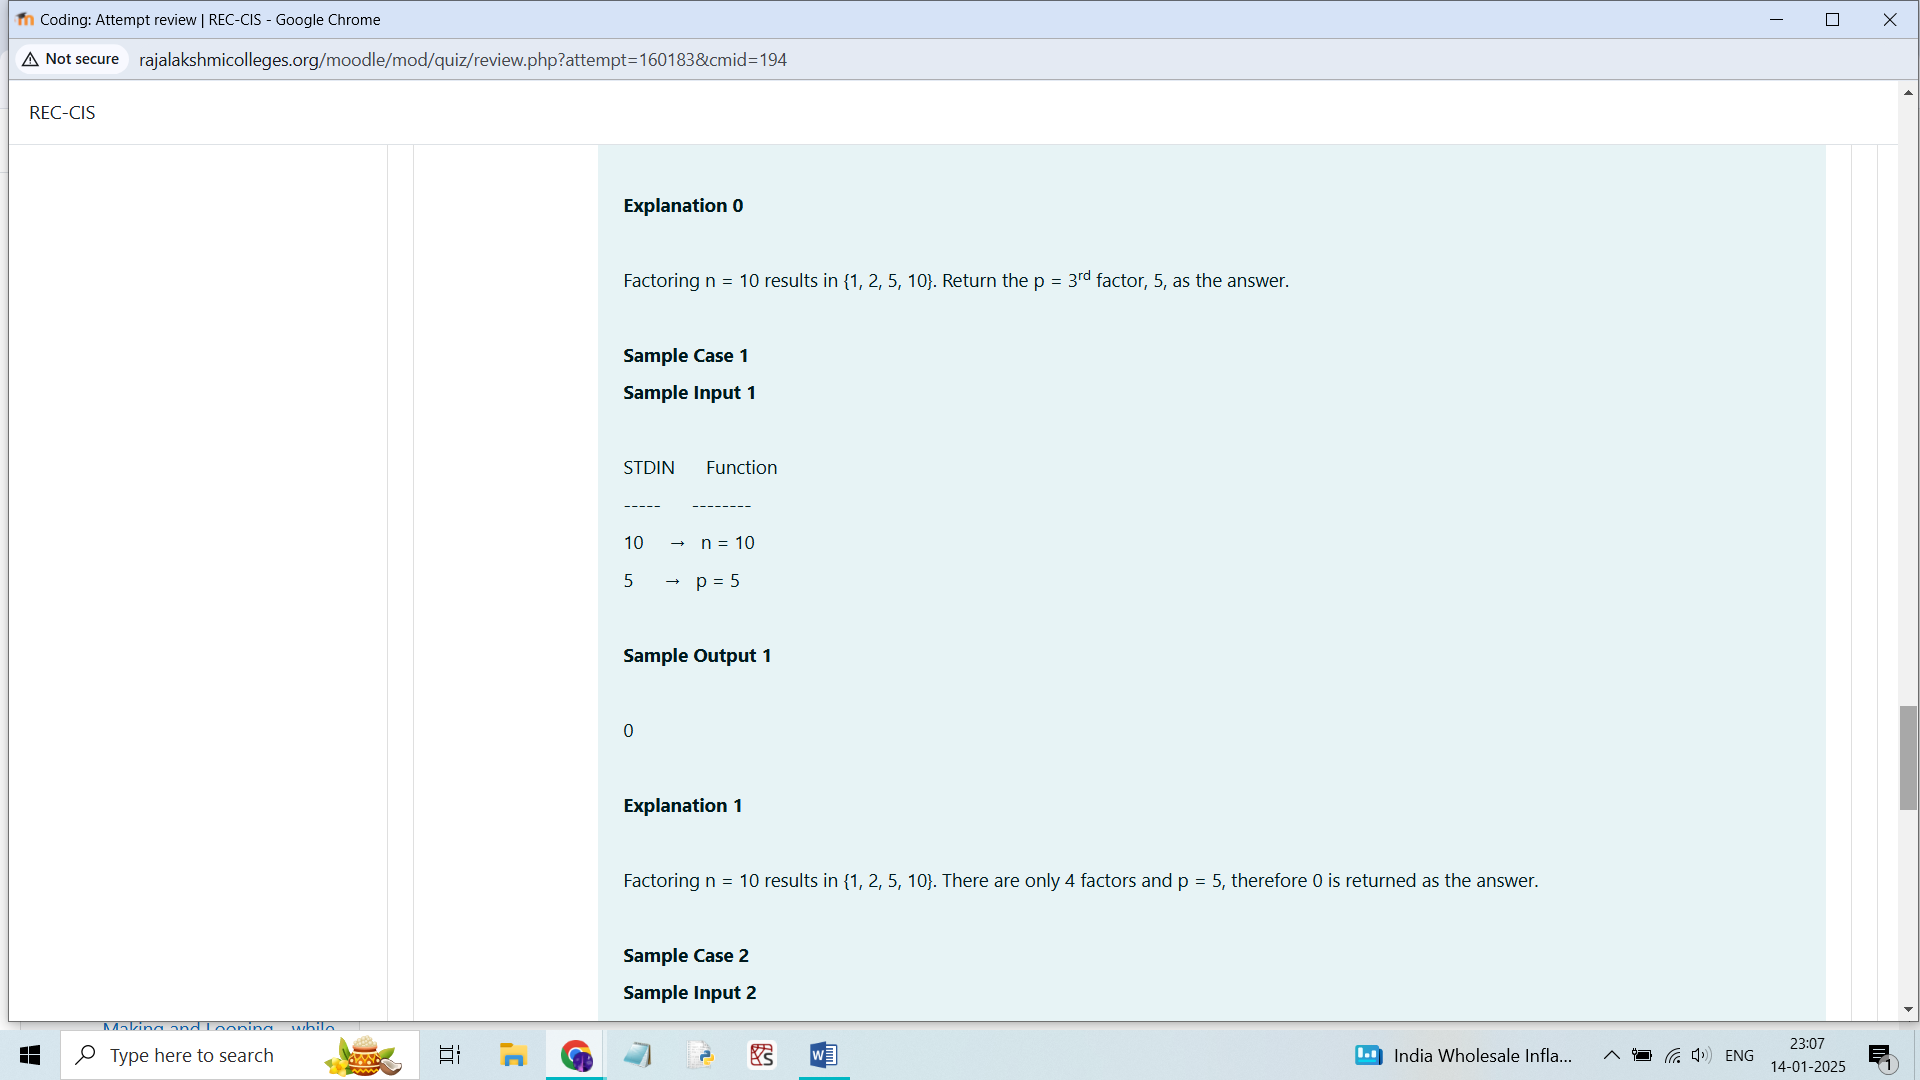 Coding: Attempt review | REC-CIS - Google Chrome
Not secure
rajalakshmicolleges.org/moodle/mod/quiz/review.php?attempt=160183&cmid=194
REC-CIS
Explanation 0
Factoring n = 10 results in {1, 2, 5, 10}. Return the p = 3rd factor, 5, as the answer.
Sample Case 1
Sample Input 1
STDIN Function
----- --------
10 → n = 10
5 → p = 5
Sample Output 1
0
Explanation 1
Factoring n = 10 results in {1, 2, 5, 10}. There are only 4 factors and p = 5, therefore 0 is returned as the answer.
Sample Case 2
Sample Input 2
Making and Looping - while
Type here to search
India Wholesale Infla...
ENG
23:07
14-01-2025
1